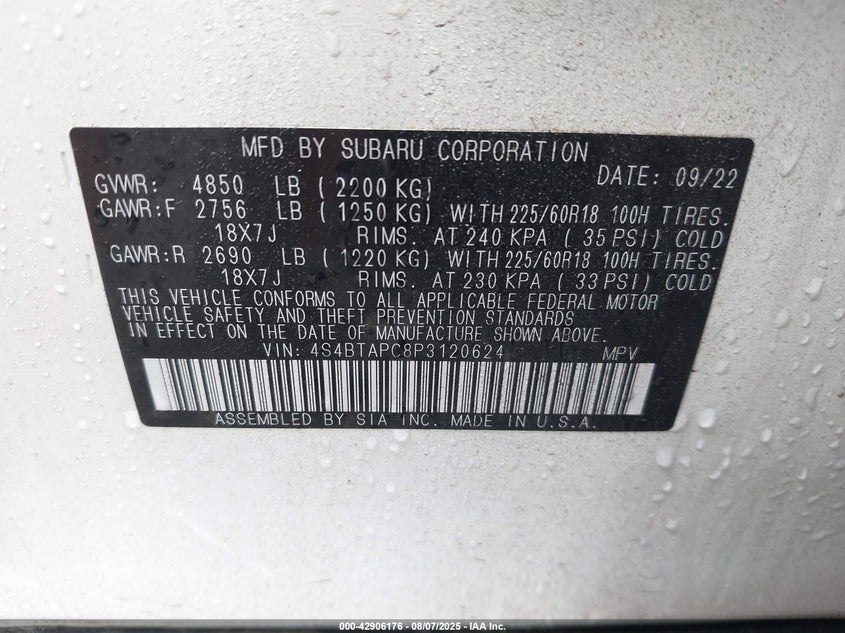 MFD BY SUBARU CORPORATION
DATE: 09/22
GVWR: 4850 LB ( 2200 KG)
GAWR:F 2756 LB ( 1250 KG) WITH 225/60R18 100H TIRES.
18X7J RIMS. AT 240 KPA ( 35 PSI) COLD
GAWR:R 2690 LB ( 1220 KG) WITH 225/60R18 100H TIRES.
18X7J RIMS. AT 230 KPA ( 33 PSI) COLD
THIS VEHICLE CONFORMS TO ALL APPLICABLE FEDERAL MOTOR
VEHICLE SAFETY AND THEFT PREVENTION STANDARDS
IN EFFECT ON THE DATE OF MANUFACTURE SHOWN ABOVE.
VIN: 4S4BTAPC8P3120624 MPV
ASSEMBLED BY SIA INC. MADE IN U.S.A.
000-42906176 | 08/07/2025 - IAA Inc.